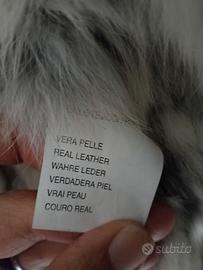 VERA PELLE
REAL LEATHER
WAHRE LEDER
VERDADERA PIEL
VRAI PEAU
COURO REAL
subito